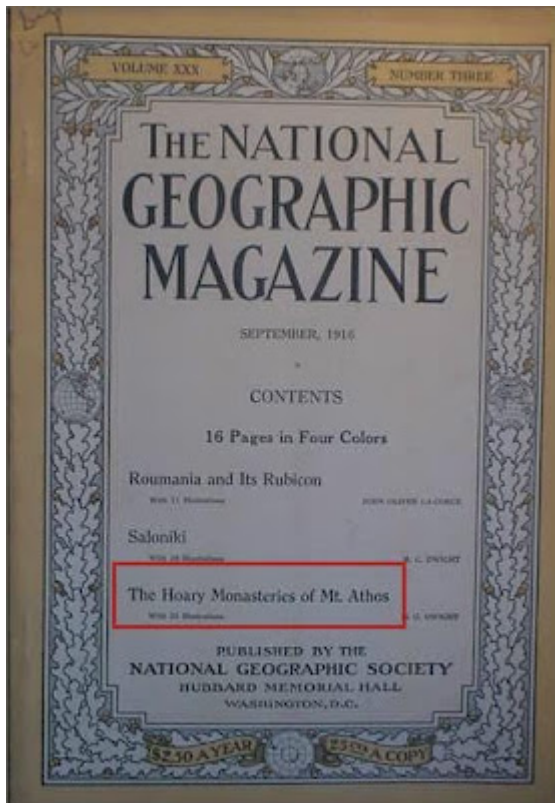 VOLUME XXX
NUMBER THREE
THE NATIONAL
GEOGRAPHIC
MAGAZINE
SEPTEMBER, 1916
CONTENTS
16 Pages in Four Colors
Roumania and Its Rubicon
With 11 Illustrations JOHN OLIVER LA GORCE
Saloniki
Illustrations H. G. DWIGHT
The Hoary Monasteries of Mt. Athos
Illustrations G. DWIGHT
PUBLISHED BY THE
NATIONAL GEOGRAPHIC SOCIETY
HUBBARD MEMORIAL HALL
WASHINGTON, D.C.
$2.50 A YEAR
25 CTS A COPY